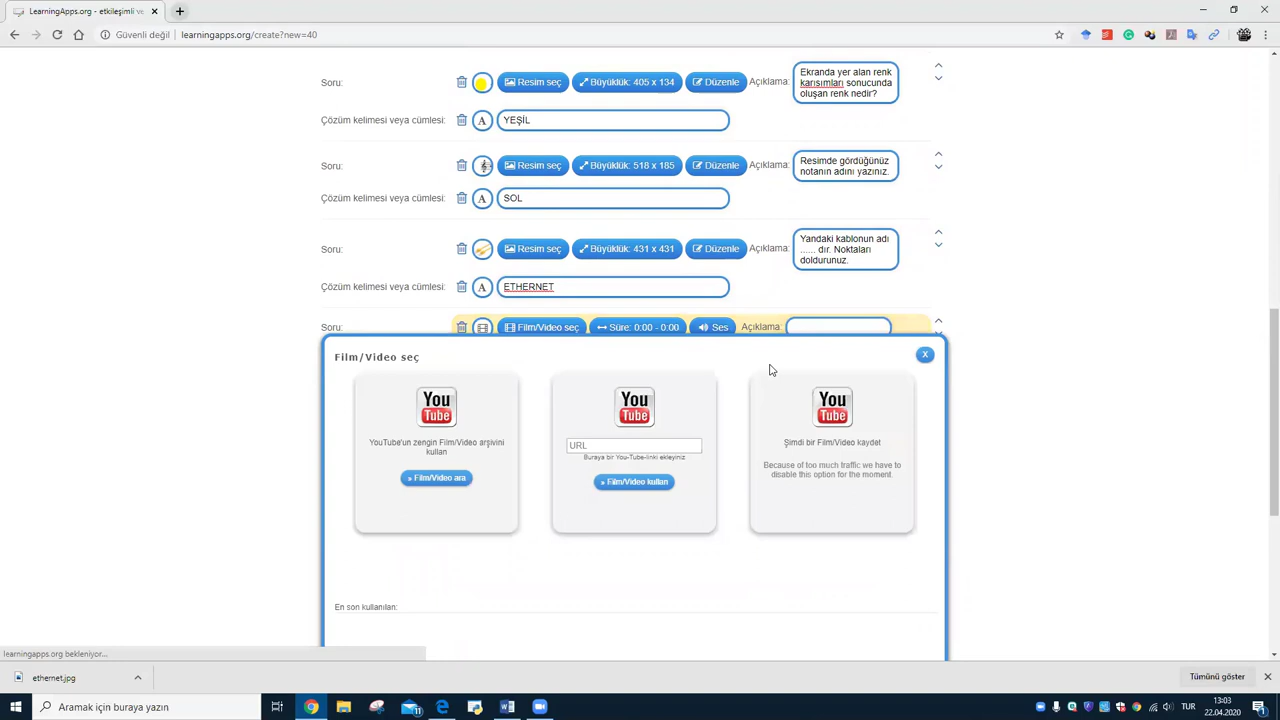 LearningApps.org - etkileşimli ve
Güvenli değil
learningapps.org/create?new=40
Soru:
Resim seç
Büyüklük: 405 x 134
Düzenle
Açıklama:
Ekranda yer alan renk
karısımları sonucunda
oluşan renk nedir?
Çözüm kelimesi veya cümlesi:
A
YEŞİL
Soru:
Resim seç
Büyüklük: 518 x 185
Düzenle
Açıklama:
Resimde gördüğünüz
notanın adını yazınız.
Çözüm kelimesi veya cümlesi:
A
SOL
Soru:
Resim seç
Büyüklük: 431 x 431
Düzenle
Açıklama:
Yandaki kablonun adı
...... dır. Noktaları
doldurunuz.
Çözüm kelimesi veya cümlesi:
A
ETHERNET
Soru:
Film/Video seç
Süre: 0:00 - 0:00
Ses
Açıklama:
Film/Video seç
X
You
Tube
YouTube'un zengin Film/Video arşivini
kullan
» Film/Video ara
You
Tube
URL
Buraya bir You-Tube-linki ekleyiniz
» Film/Video kullan
You
Tube
Şimdi bir Film/Video kaydet
Because of too much traffic we have to
disable this option for the moment.
En son kullanılan:
learningapps.org bekleniyor...
ethernet.jpg
Tümünü göster
Aramak için buraya yazın
TUR
13:03
22.04.2020